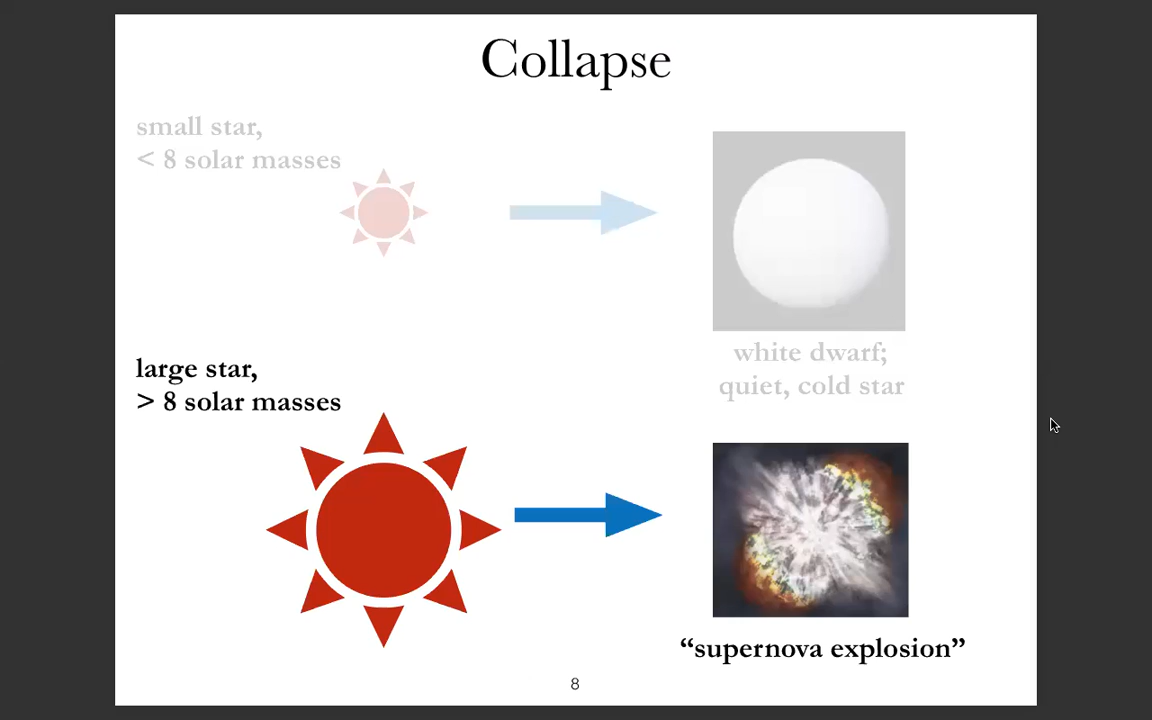 Collapse
small star,
< 8 solar masses
white dwarf;
quiet, cold star
large star,
> 8 solar masses
“supernova explosion”
8